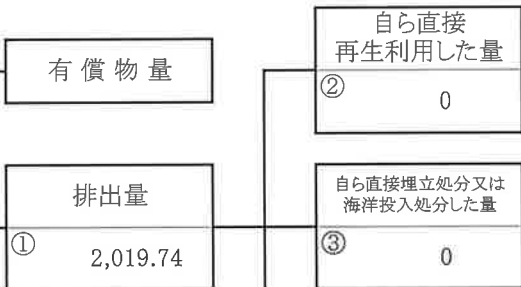 有償物量
排出量
① 2,019.74
自ら直接
再生利用した量
② 0
自ら直接埋立処分又は
海洋投入処分した量
③ 0